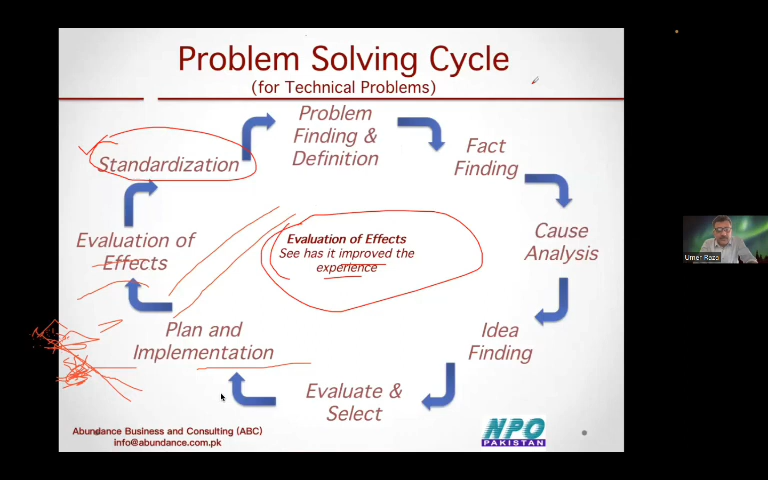 Problem Solving Cycle
(for Technical Problems)
Problem
Finding &
Definition
Fact
Finding
Cause
Analysis
Idea
Finding
Evaluate &
Select
Plan and
Implementation
Evaluation of
Effects
Standardization
Evaluation of Effects
See has it improved the
experience
Abundance Business and Consulting (ABC)
info@abundance.com.pk
NPO
PAKISTAN
Umer Raza